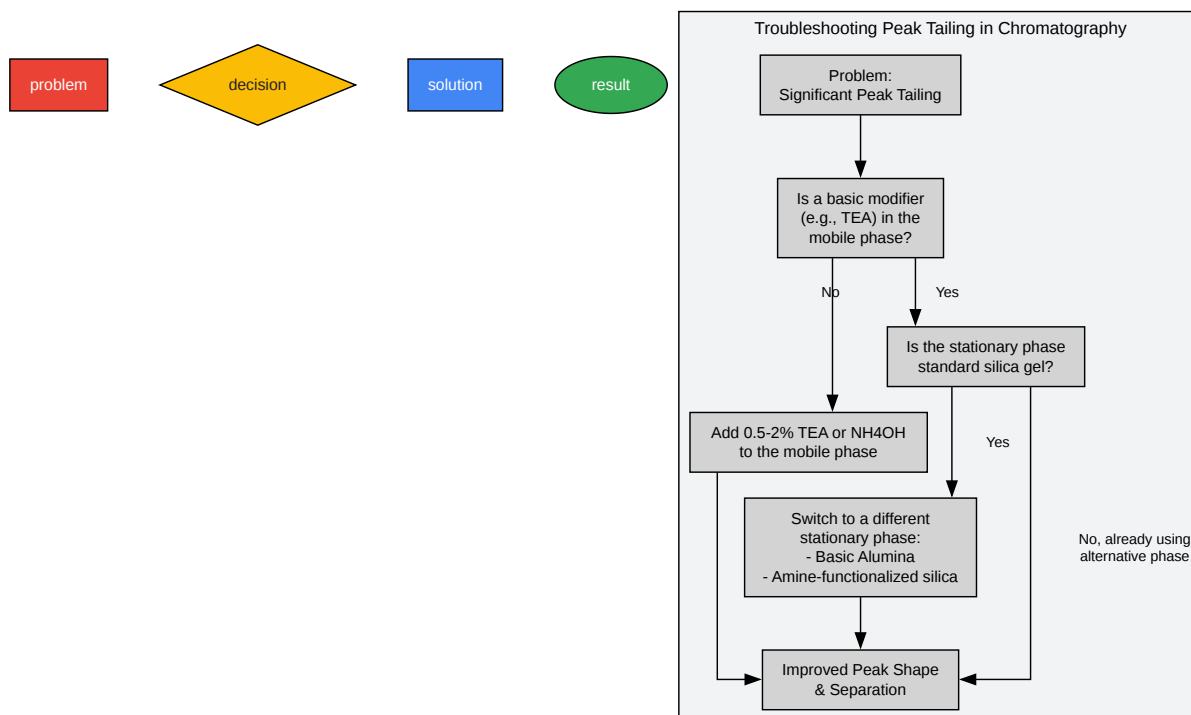 problem
decision
solution
result
Troubleshooting Peak Tailing in Chromatography
Problem:
Significant Peak Tailing
Is a basic modifier
(e.g., TEA) in the
mobile phase?
No
Yes
Is the stationary phase
standard silica gel?
Add 0.5-2% TEA or NH4OH
to the mobile phase
Yes
Switch to a different
stationary phase:
- Basic Alumina
- Amine-functionalized silica
No, already using
alternative phase
Improved Peak Shape
& Separation